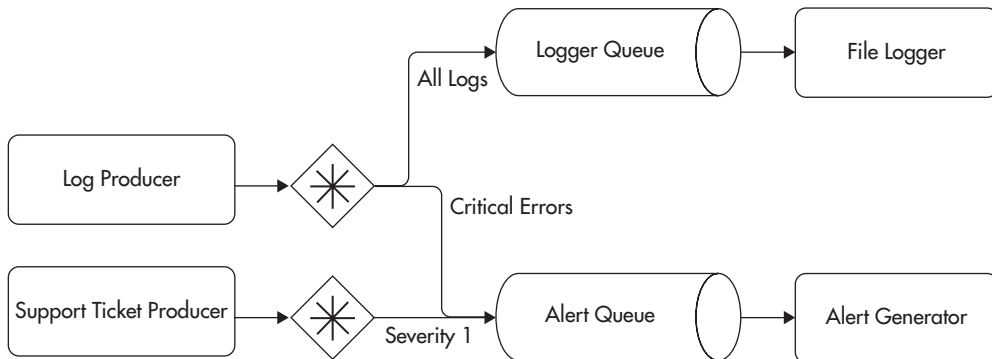 Logger Queue
File Logger
All Logs
Log Producer
Critical Errors
Support Ticket Producer
Alert Queue
Alert Generator
Severity 1